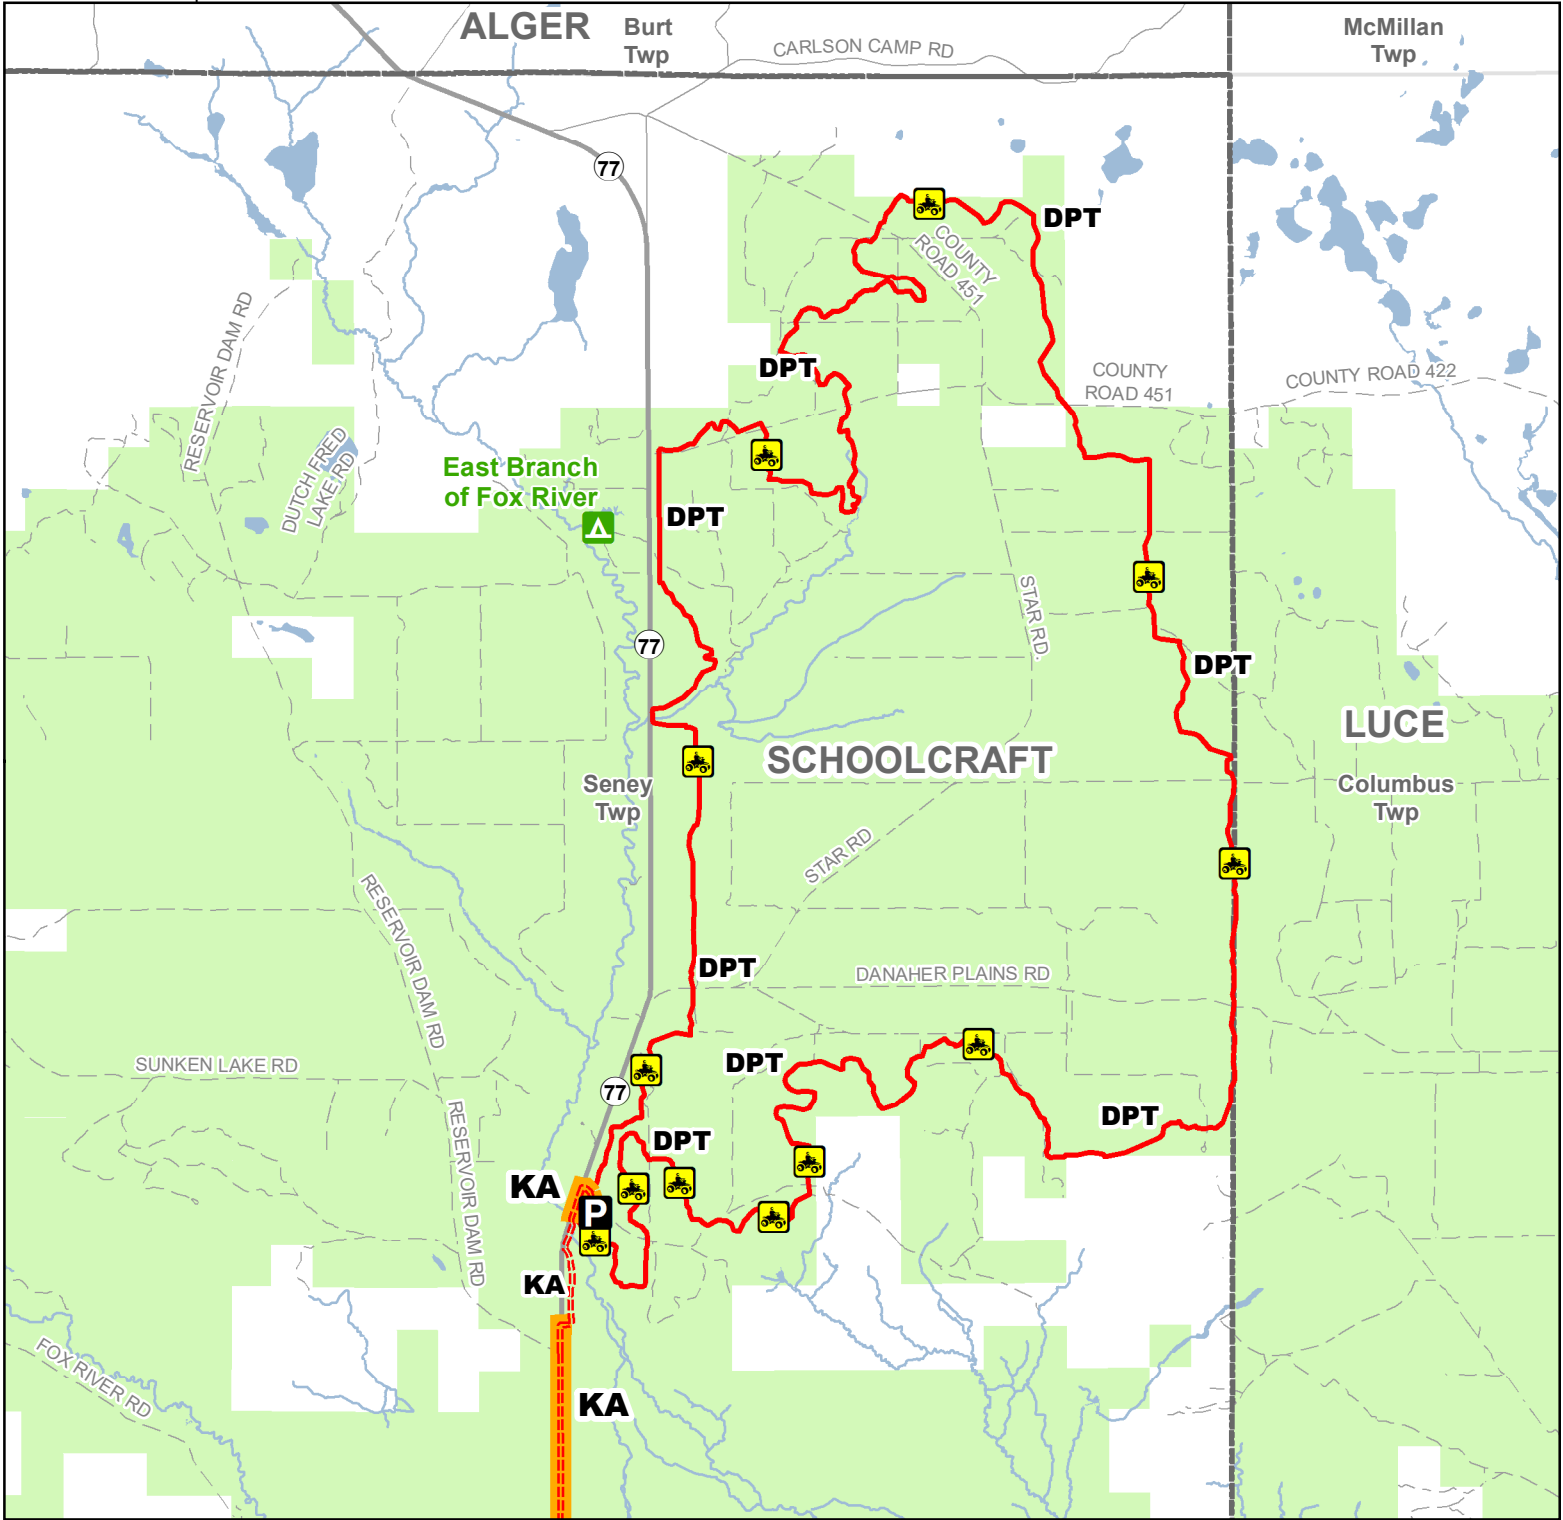 ALGER
Burt
Twp
McMillan
Twp
CARLSON CAMP RD
77
DPT
COUNTY
ROAD 451
RESERVOIR DAM RD
DPT
COUNTY
ROAD 451
COUNTY ROAD 422
DUTCH FRED
LAKE RD
East Branch
of Fox River
DPT
STAR RD.
77
DPT
LUCE
SCHOOLCRAFT
Seney
Twp
Columbus
Twp
STAR RD
RESERVOIR DAM RD
DPT
DANAHER PLAINS RD
SUNKEN LAKE RD
DPT
77
DPT
DPT
RESERVOIR DAM RD
KA
P
KA
FOX RIVER RD
KA